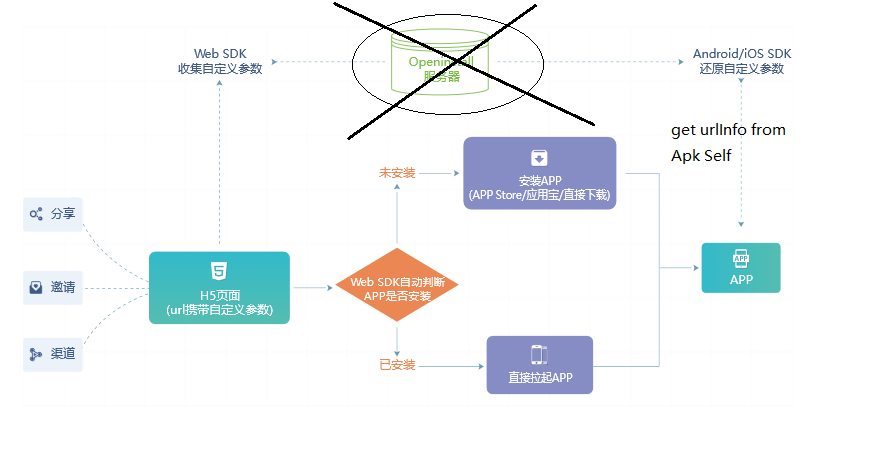 Web SDK
收集自定义参数
Openinstall
服务器
Android/iOS SDK
还原自定义参数
get urlInfo from
Apk Self
未安装
安装APP
(APP Store/应用宝/直接下载)
分享
邀请
渠道
H5页面
(url携带自定义参数)
Web SDK自动判断
APP是否安装
APP
APP
已安装
直接拉起APP